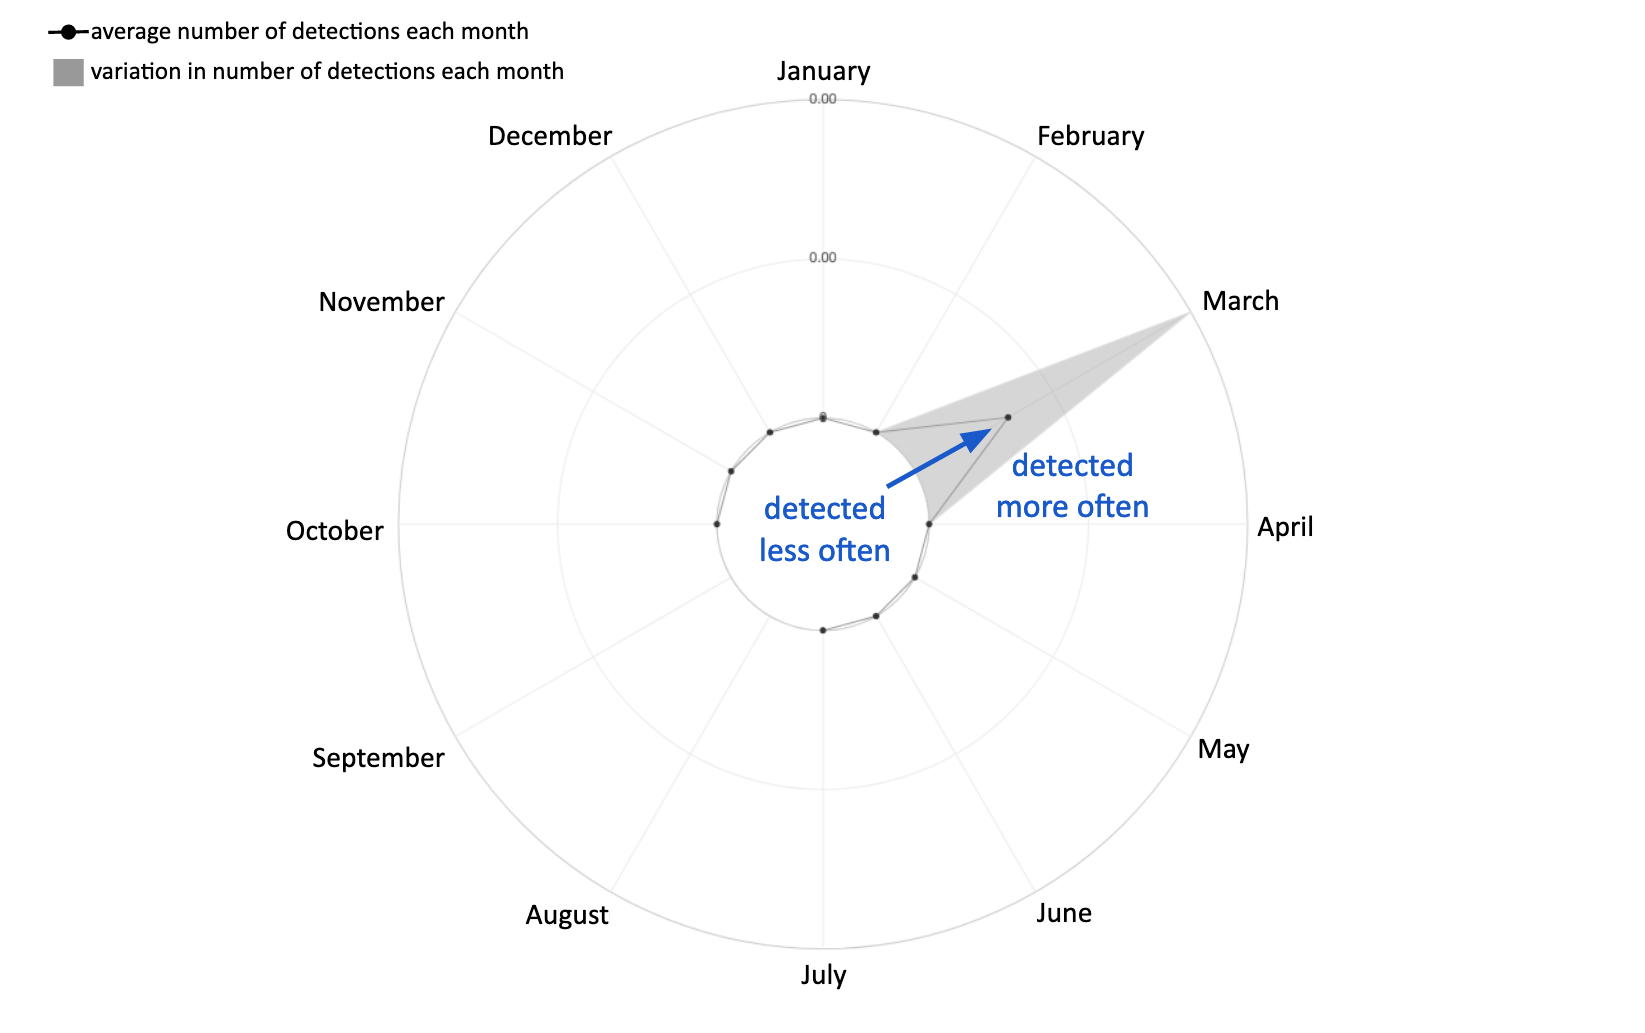 average number of detections each month
variation in number of detections each month
January
0.00
December
February
0.00
November
March
0
detected
more often
detected
less often
October
April
September
May
August
June
July